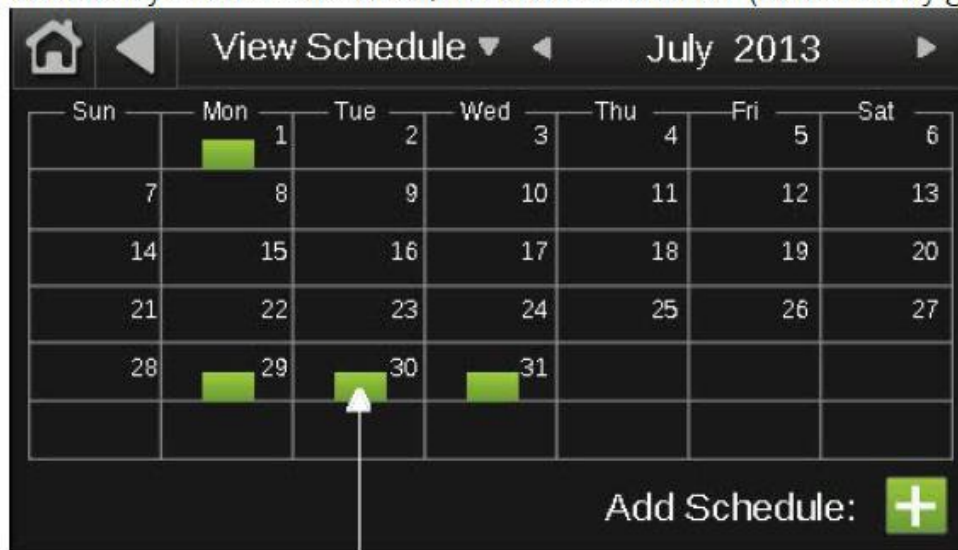 View Schedule July 2013
Sun Mon Tue Wed Thu Fri Sat
1 2 3 4 5 6
7 8 9 10 11 12 13
14 15 16 17 18 19 20
21 22 23 24 25 26 27
28 29 30 31
Add Schedule: